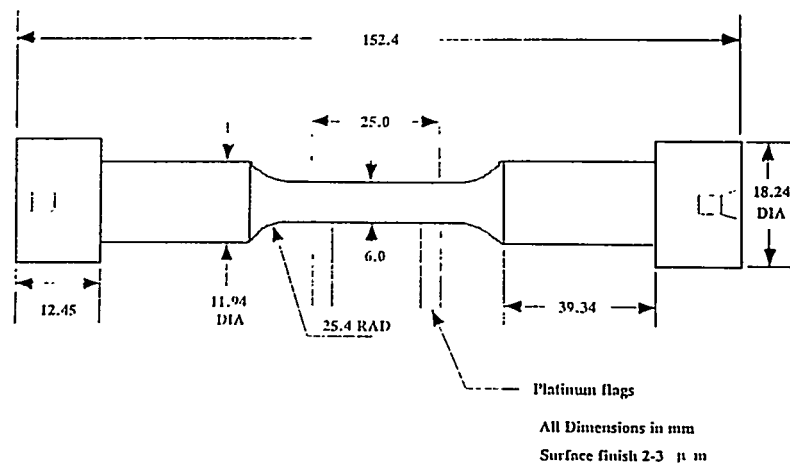 152.4
25.0
18.24
DIA
6.0
12.45
11.94
DIA
25.4 RAD
39.34
Platinum flags
All Dimensions in mm
Surface finish 2-3 μ m